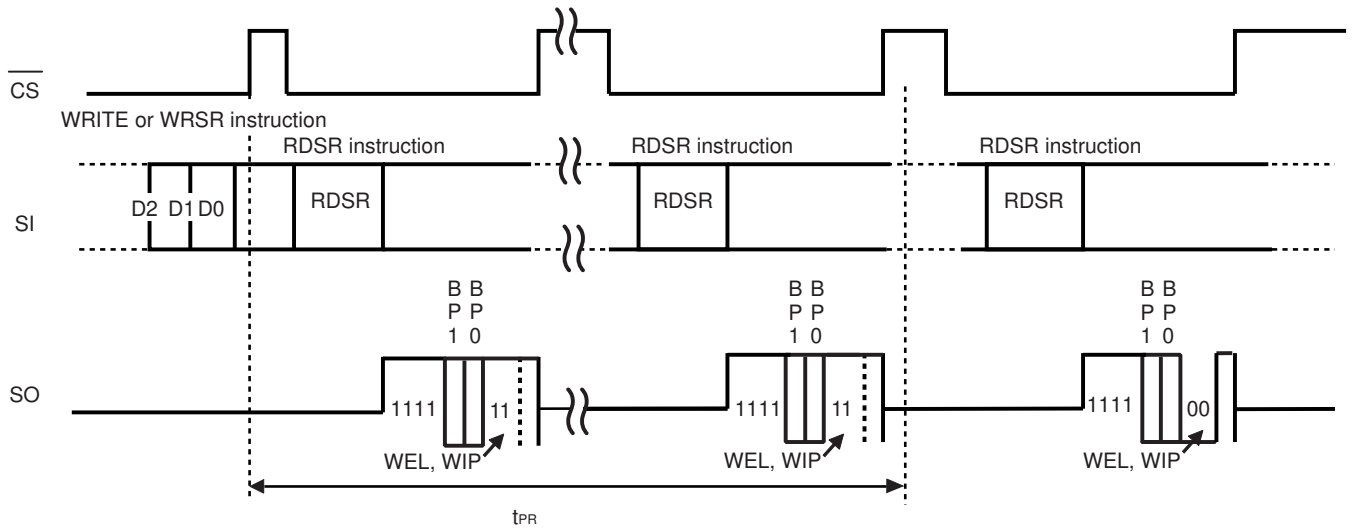 CS
WRITE or WRSR instruction
RDSR instruction
RDSR instruction
RDSR instruction
SI
D2 D1 D0
RDSR
RDSR
RDSR
B B
P P
1 0
B B
P P
1 0
B B
P P
1 0
SO
1111
11
1111
11
1111
00
WEL, WIP
WEL, WIP
WEL, WIP
tPR